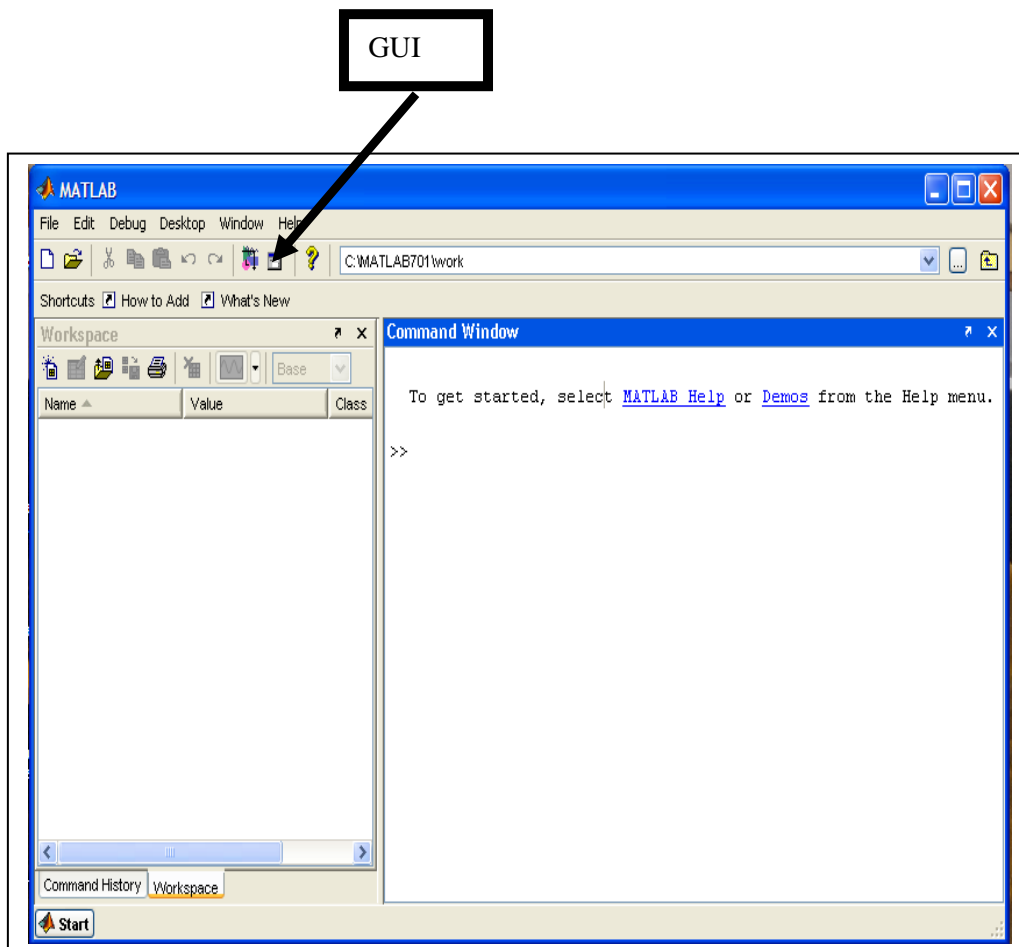 GUI
MATLAB
File Edit Debug Desktop Window Help
C:\MATLAB701\work
...
Shortcuts How to Add What's New
Workspace
Base
Name Value Class
Command Window
To get started, select MATLAB Help or Demos from the Help menu.
>>
Command History Workspace
Start